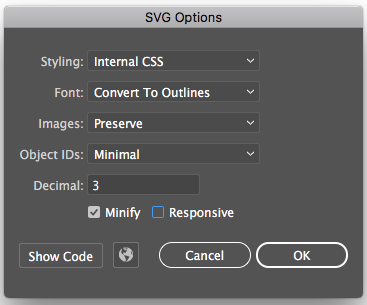 SVG Options
Styling: Internal CSS
Font: Convert To Outlines
Images: Preserve
Object IDs: Minimal
Decimal: 3
Minify Responsive
Show Code Cancel OK